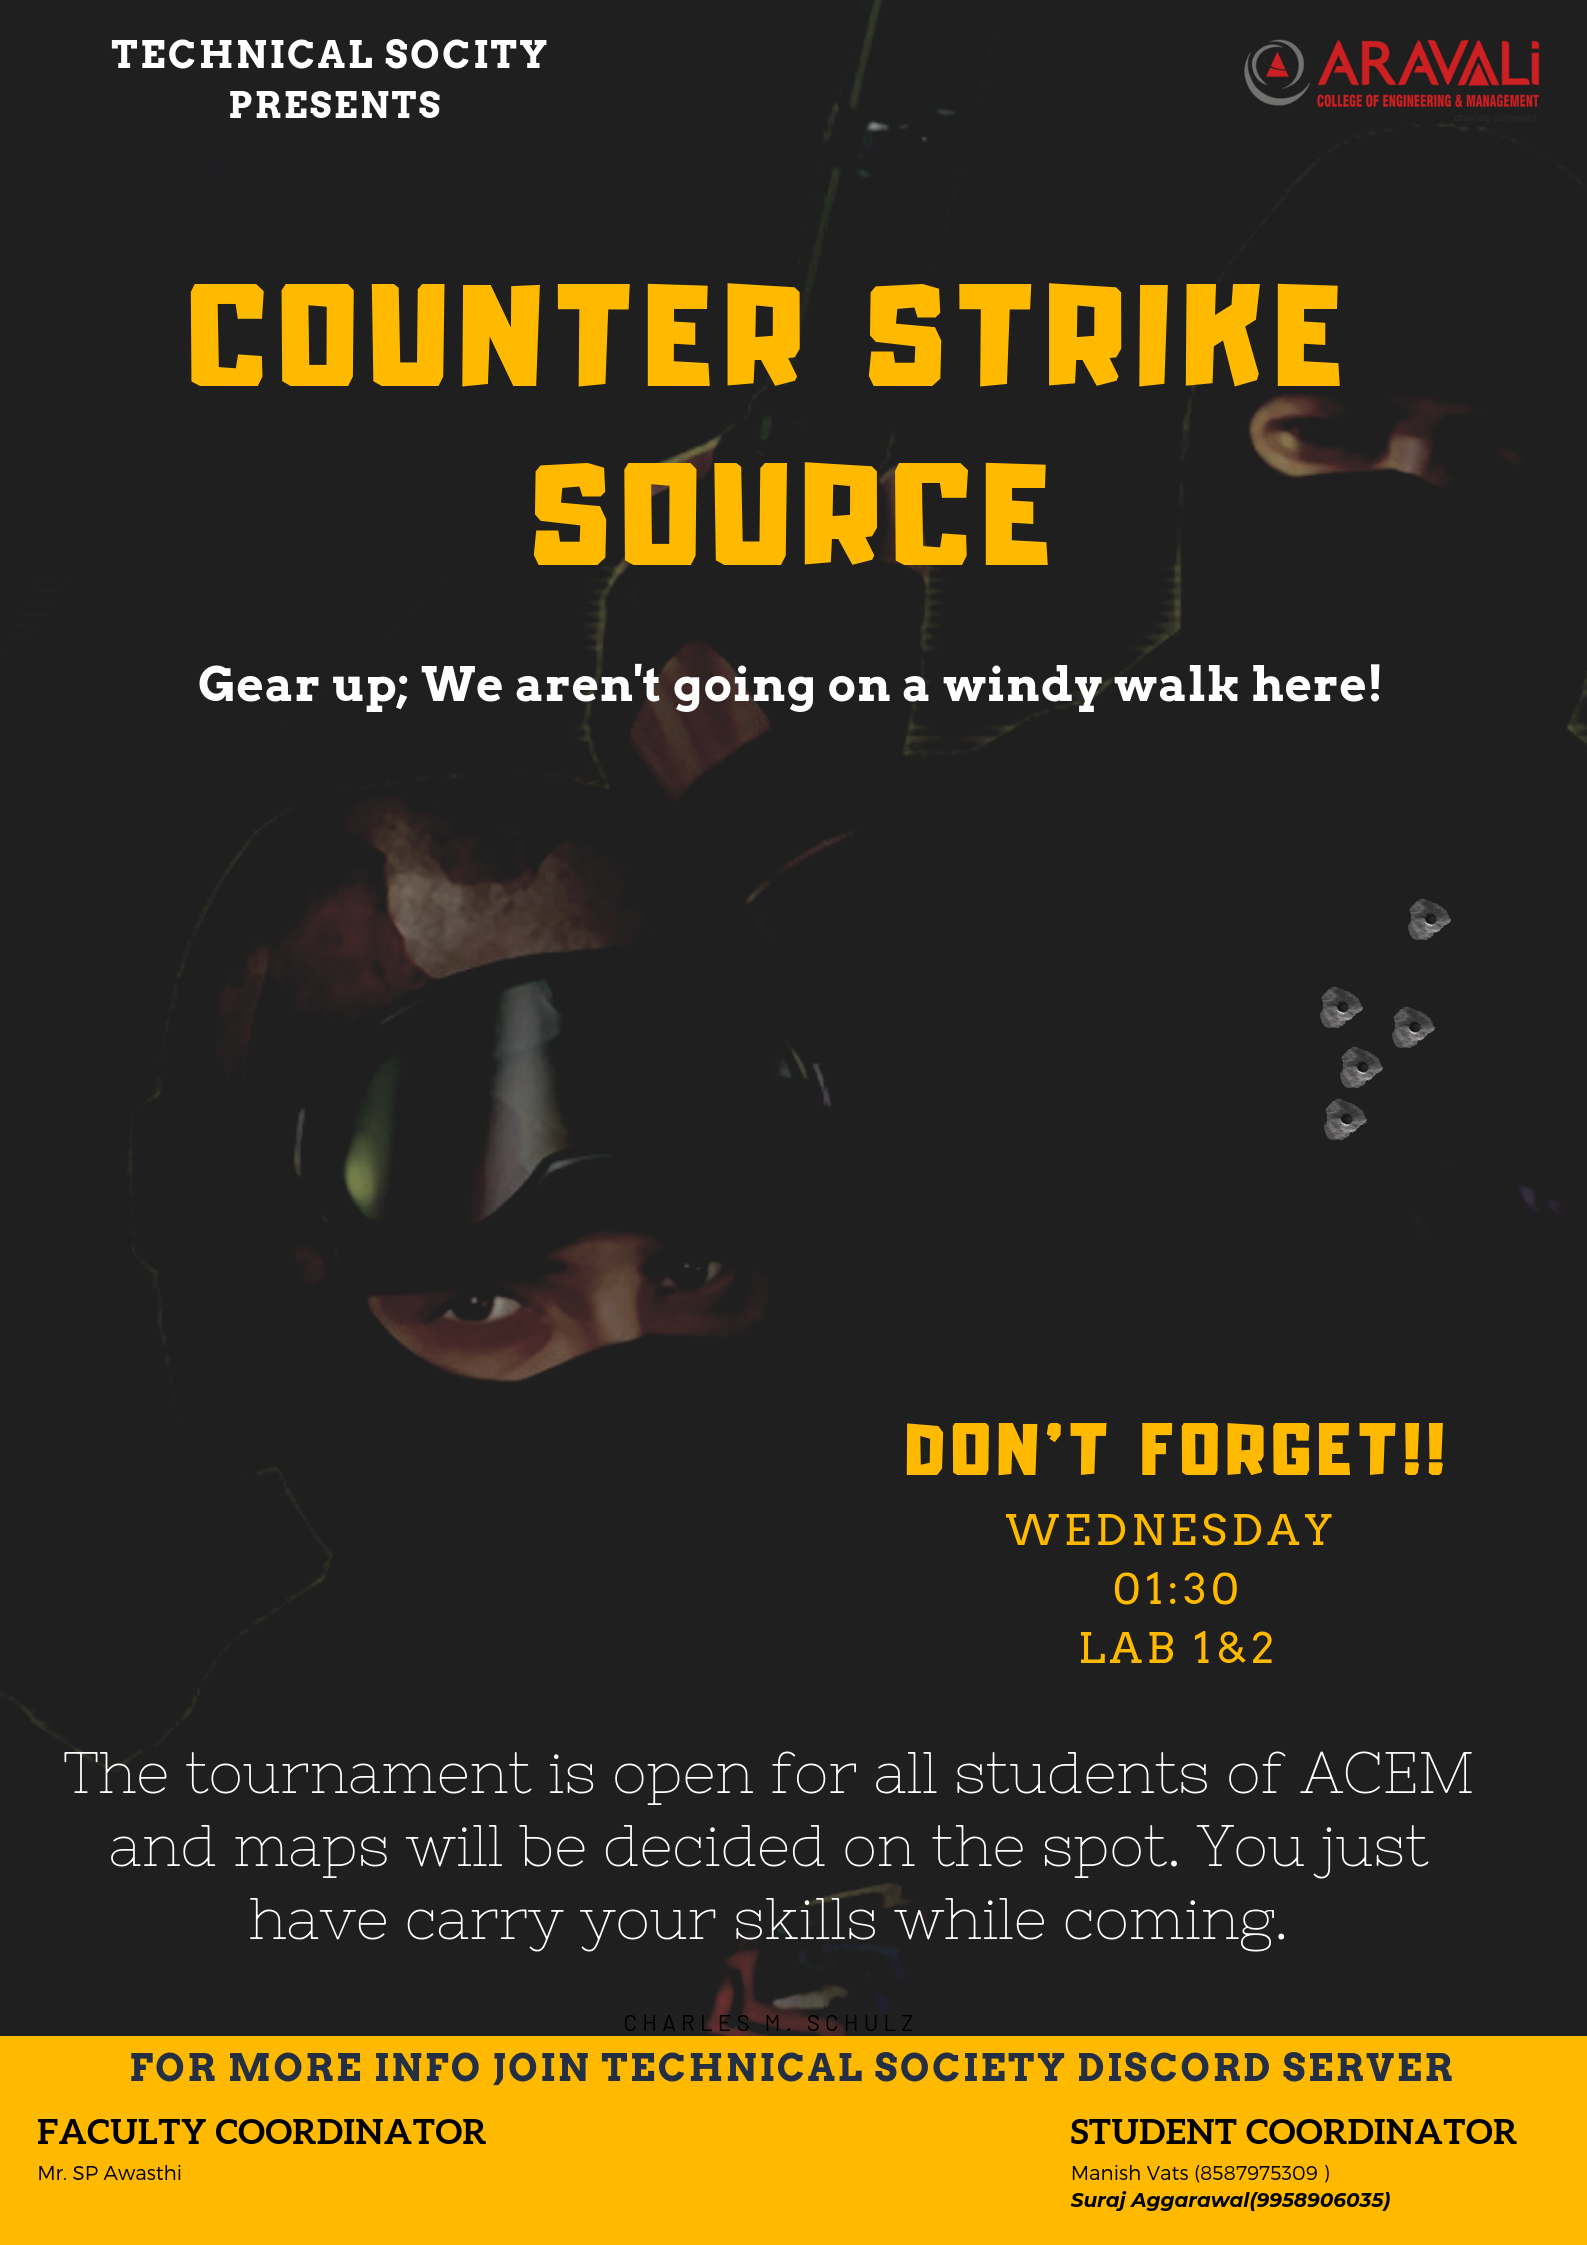 TECHNICAL SOCITY
PRESENTS
ARAVALi
COLLEGE OF ENGINEERING & MANAGEMENT
COUNTER STRIKE
SOURCE
Gear up; We aren't going on a windy walk here!
DON'T FORGET!!
WEDNESDAY
01:30
LAB 1&2
The tournament is open for all students of ACEM
and maps will be decided on the spot. You just
have carry your skills while coming.
CHARLES M. SCHULZ
FOR MORE INFO JOIN TECHNICAL SOCIETY DISCORD SERVER
FACULTY COORDINATOR
Mr. SP Awasthi
STUDENT COORDINATOR
Manish Vats (8587975309 )
Suraj Aggarawal(9958906035)